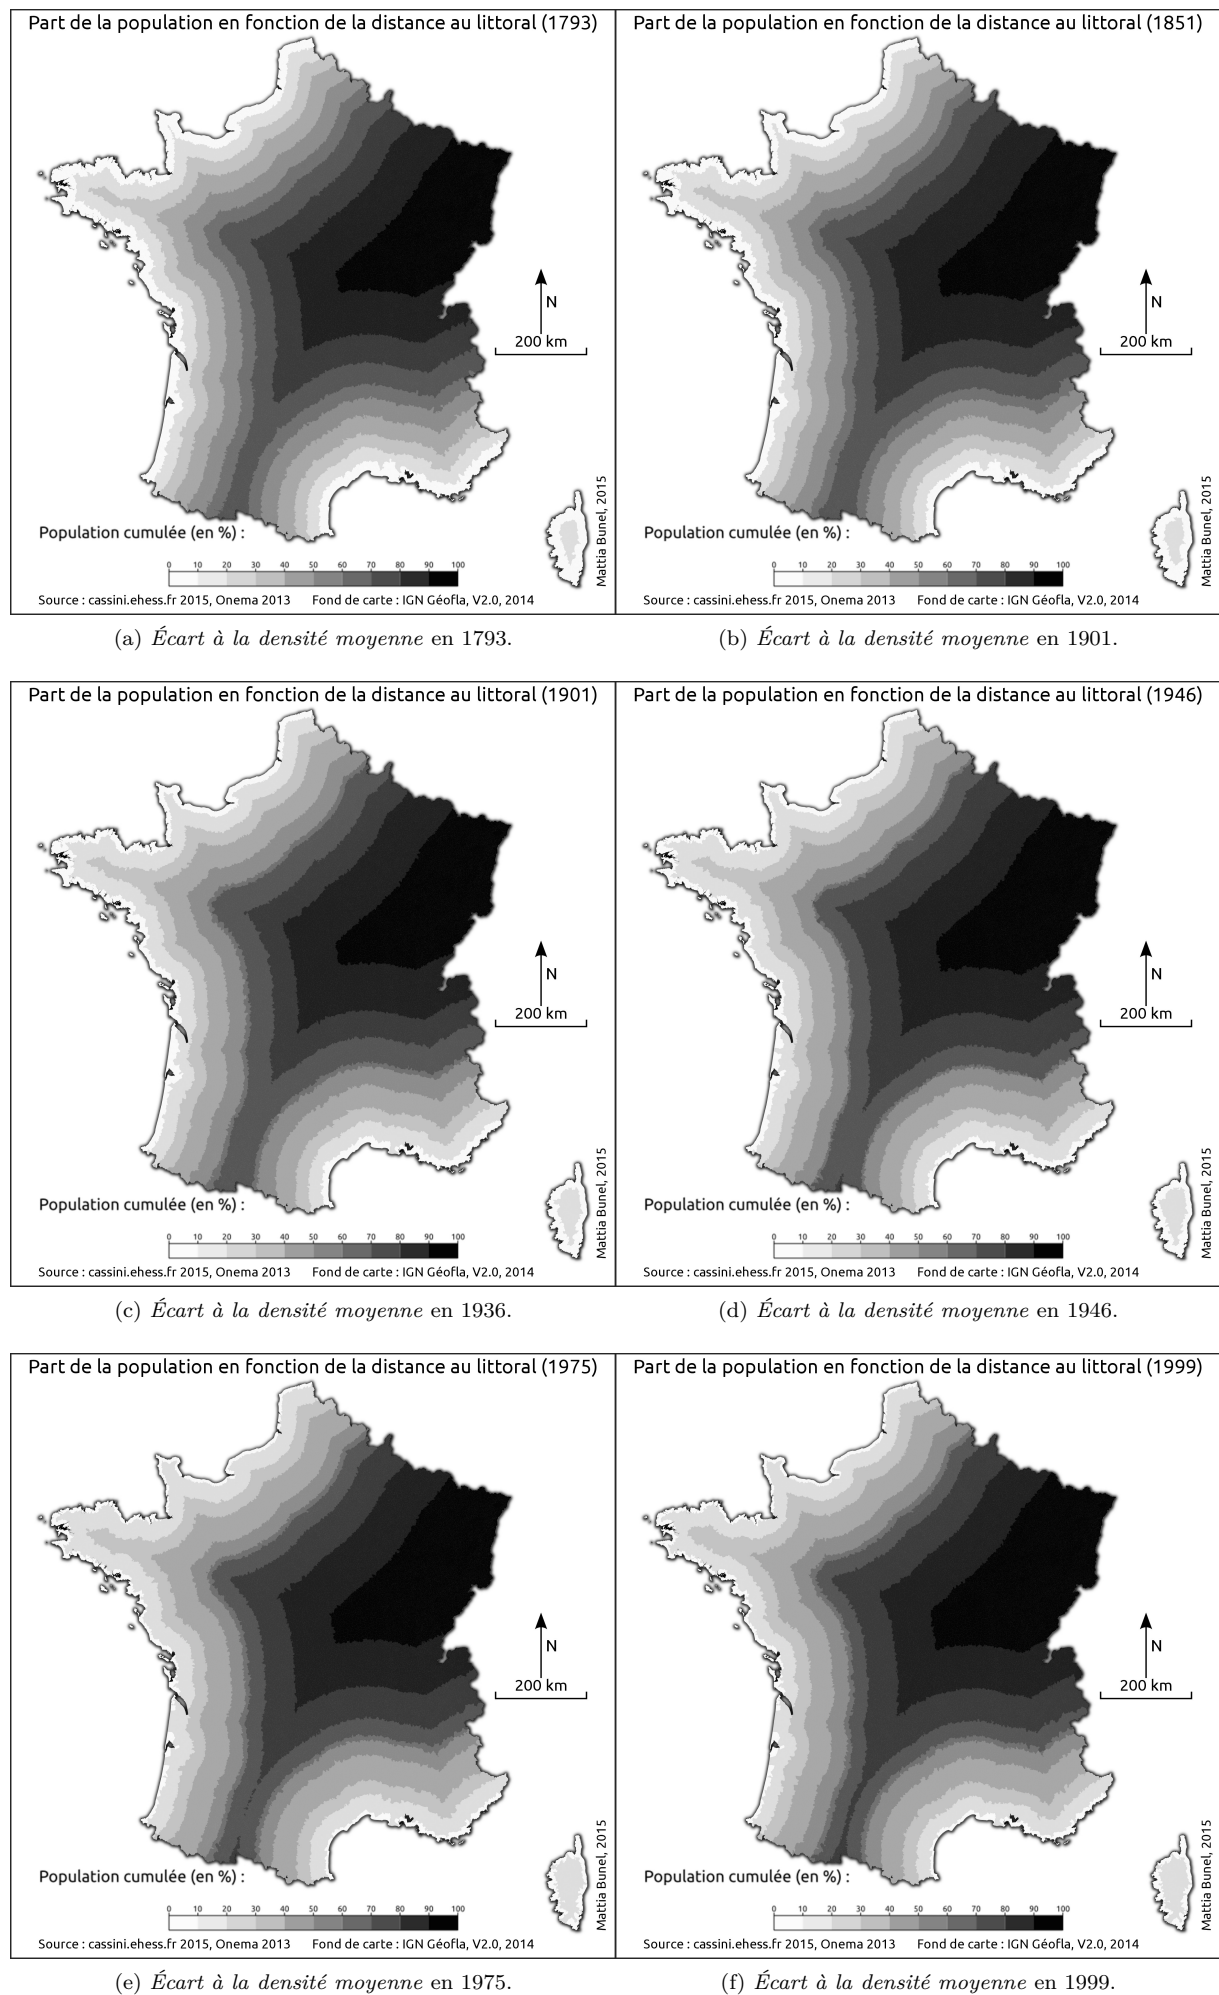 Part de la population en fonction de la distance au littoral (1793)
N
200 km
Mattia Bunel, 2015
Population cumulée (en %) :
0 10 20 30 40 50 60 70 80 90 100
Source : cassini.ehess.fr 2015, Onema 2013 Fond de carte : IGN Géofla, V2.0, 2014
(a) Écart à la densité moyenne en 1793.
Part de la population en fonction de la distance au littoral (1851)
N
200 km
Mattia Bunel, 2015
Population cumulée (en %) :
0 10 20 30 40 50 60 70 80 90 100
Source : cassini.ehess.fr 2015, Onema 2013 Fond de carte : IGN Géofla, V2.0, 2014
(b) Écart à la densité moyenne en 1901.
Part de la population en fonction de la distance au littoral (1901)
N
200 km
Mattia Bunel, 2015
Population cumulée (en %) :
0 10 20 30 40 50 60 70 80 90 100
Source : cassini.ehess.fr 2015, Onema 2013 Fond de carte : IGN Géofla, V2.0, 2014
(c) Écart à la densité moyenne en 1936.
Part de la population en fonction de la distance au littoral (1946)
N
200 km
Mattia Bunel, 2015
Population cumulée (en %) :
0 10 20 30 40 50 60 70 80 90 100
Source : cassini.ehess.fr 2015, Onema 2013 Fond de carte : IGN Géofla, V2.0, 2014
(d) Écart à la densité moyenne en 1946.
Part de la population en fonction de la distance au littoral (1975)
N
200 km
Mattia Bunel, 2015
Population cumulée (en %) :
0 10 20 30 40 50 60 70 80 90 100
Source : cassini.ehess.fr 2015, Onema 2013 Fond de carte : IGN Géofla, V2.0, 2014
(e) Écart à la densité moyenne en 1975.
Part de la population en fonction de la distance au littoral (1999)
N
200 km
Mattia Bunel, 2015
Population cumulée (en %) :
0 10 20 30 40 50 60 70 80 90 100
Source : cassini.ehess.fr 2015, Onema 2013 Fond de carte : IGN Géofla, V2.0, 2014
(f) Écart à la densité moyenne en 1999.